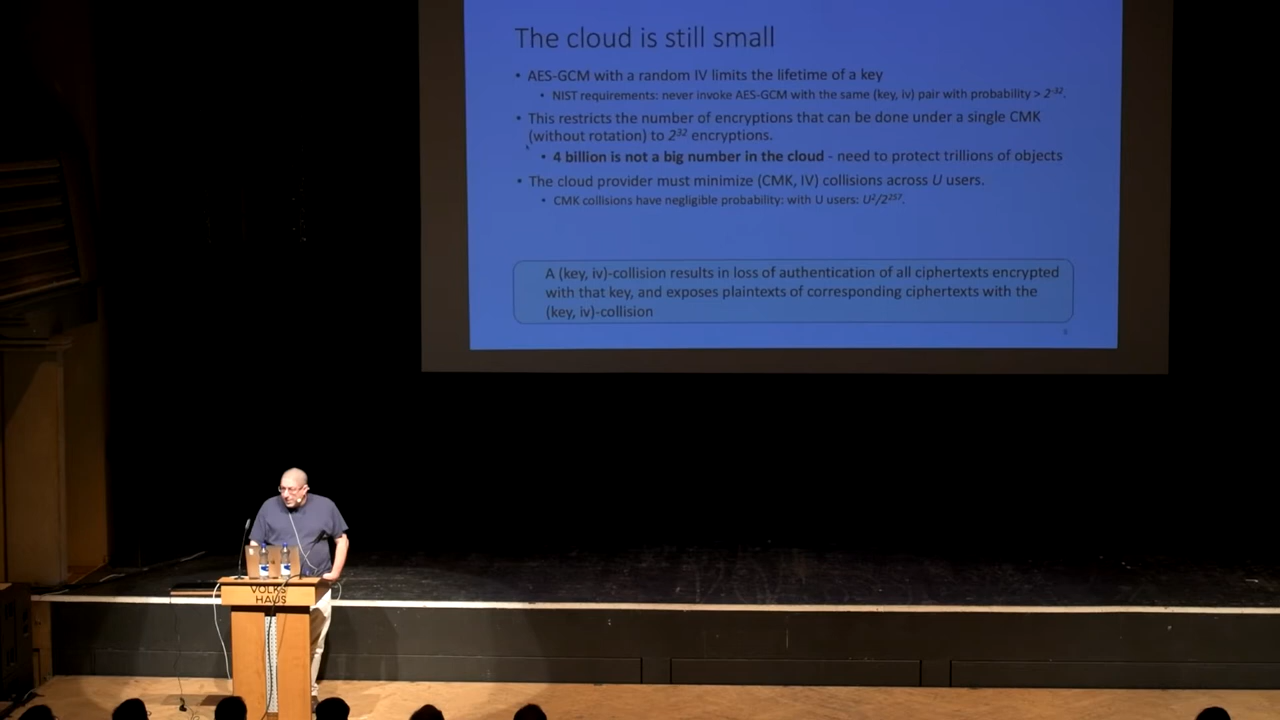 The cloud is still small
• AES-GCM with a random IV limits the lifetime of a key
• NIST requirements: never invoke AES-GCM with the same (key, iv) pair with probability > 2⁻³².
• This restricts the number of encryptions that can be done under a single CMK
(without rotation) to 2³² encryptions.
• 4 billion is not a big number in the cloud - need to protect trillions of objects
• The cloud provider must minimize (CMK, IV) collisions across U users.
• CMK collisions have negligible probability: with U users: U²/2²⁵⁷.
A (key, iv)-collision results in loss of authentication of all ciphertexts encrypted
with that key, and exposes plaintexts of corresponding ciphertexts with the
(key, iv)-collision
VOLKS
HAUS